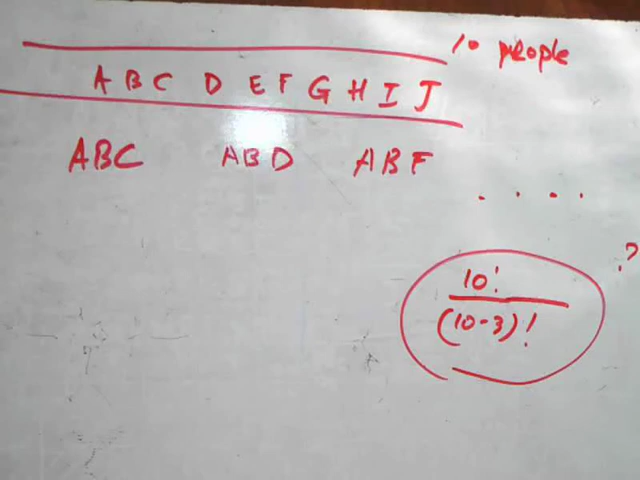 10 people
A B C D E F G H I J
ABC ABD ABF . . . .
?
10!
(10-3)!